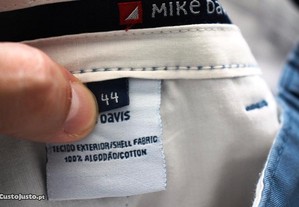 MIKE Da
44
Davis
TECIDO EXTERIOR/SHELL FABRIC
100% ALGODÃO/COTTON
CustoJusto.pt